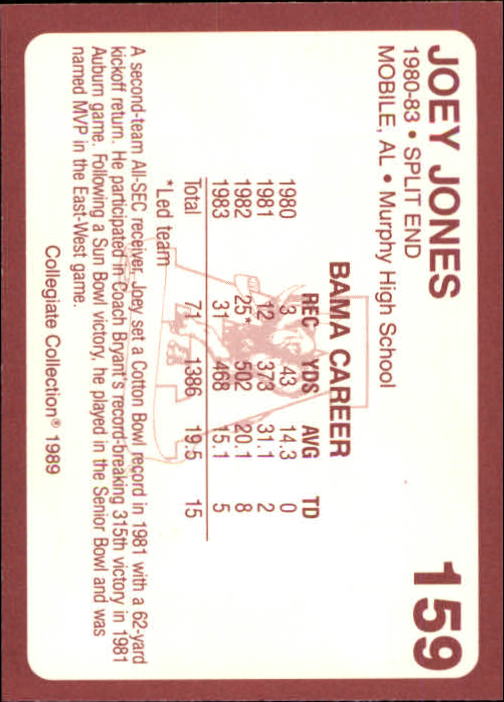 JOEY JONES 159
1980-83 • SPLIT END
MOBILE, AL • Murphy High School
BAMA CAREER
REC YDS AVG TD
1980 3 43 14.3 0
1981 12 373 31.1 2
1982 25* 502 20.1 8
1983 31 468 15.1 5
Total 71 1386 19.5 15
*Led team
A second-team All-SEC receiver, Joey set a Cotton Bowl record in 1981 with a 62-yard
kickoff return. He participated in Coach Bryant's record-breaking 315th victory in 1981
Auburn game. Following a Sun Bowl victory, he played in the Senior Bowl and was
named MVP in the East-West game.
Collegiate Collection® 1989